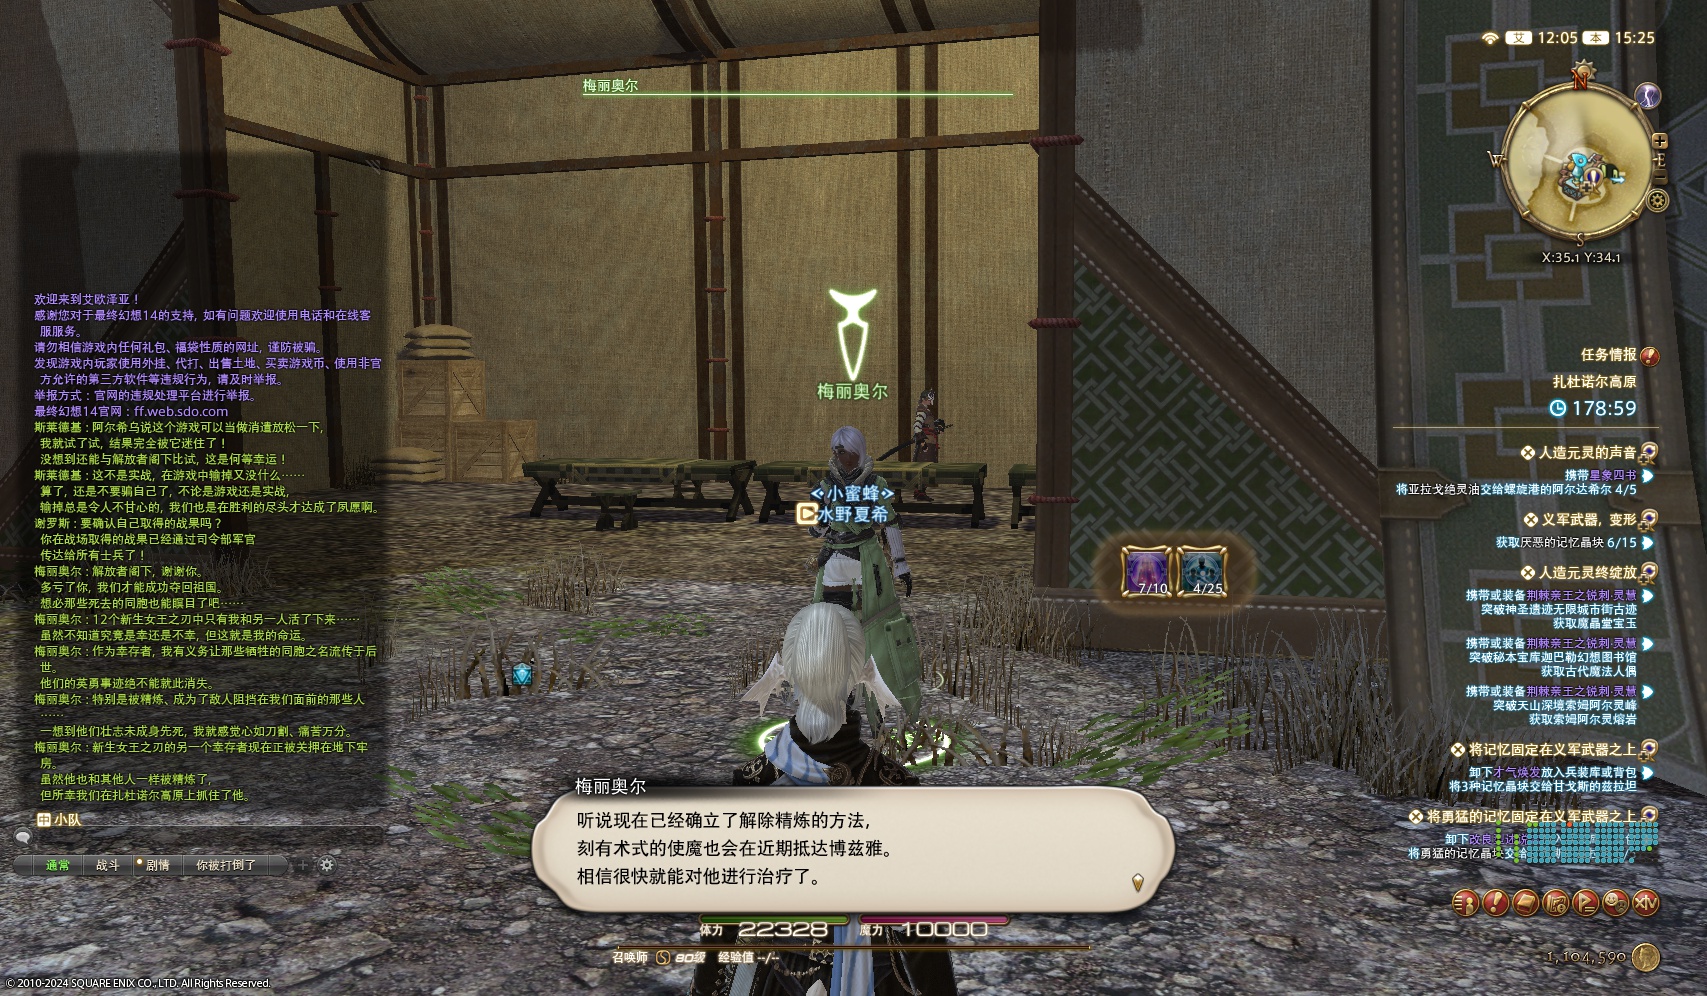 艾 12:05 本 15:25
梅丽奥尔
N
W
E
S
X:35.1 Y:34.1
欢迎来到艾欧泽亚！
感谢您对于最终幻想14的支持, 如有问题欢迎使用电话和在线客
服服务。
请勿相信游戏内任何礼包、福袋性质的网址, 谨防被骗。
发现游戏内玩家使用外挂、代打、出售土地、买卖游戏币、使用非官
方允许的第三方软件等违规行为, 请及时举报。
举报方式：官网的违规处理平台进行举报。
最终幻想14官网：ff.web.sdo.com
斯莱德基：阿尔希乌说这个游戏可以当做消遣放松一下,
我就试了试, 结果完全被它迷住了！
没想到还能与解放者阁下比试, 这是何等幸运！
斯莱德基：这不是实战, 在游戏中输掉又没什么……
算了, 还是不要骗自己了, 不论是游戏还是实战,
输掉总是令人不甘心的, 我们也是在胜利的尽头才达成了夙愿啊。
谢罗斯：要确认自己取得的战果吗？
你在战场取得的战果已经通过司令部军官
传达给所有士兵了！
梅丽奥尔：解放者阁下, 谢谢你。
多亏了你, 我们才能成功夺回祖国。
想必那些死去的同胞也能瞑目了吧……
梅丽奥尔：12个新生女王之刃中只有我和另一人活了下来……
虽然不知道究竟是幸还是不幸, 但这就是我的命运。
梅丽奥尔：作为幸存者, 我有义务让那些牺牲的同胞之名流传于后
世。
他们的英勇事迹绝不能就此消失。
梅丽奥尔：特别是被精炼、成为了敌人阻挡在我们面前的那些人
……
一想到他们壮志未成身先死, 我就感觉心如刀割、痛苦万分。
梅丽奥尔：新生女王之刃的另一个幸存者现在正被关押在地下牢
房。
虽然他也和其他人一样被精炼了,
但所幸我们在扎杜诺尔高原上抓住了他。
小队
通常
战斗
剧情
你被打倒了
梅丽奥尔
小蜜蜂
水野夏希
7/10
4/25
任务情报
扎杜诺尔高原
178:59
人造元灵的声音
携带星象四书
将亚拉戈绝灵油交给螺旋港的阿尔达希尔 4/5
义军武器，变形
获取厌恶的记忆晶块 6/15
人造元灵终绽放
携带或装备荆棘亲王之锐刺·灵慧
突破神圣遗迹无限城市街古迹
获取魔晶堂宝玉
携带或装备荆棘亲王之锐刺·灵慧
突破秘本宝库迦巴勒幻想图书馆
获取古代魔法人偶
携带或装备荆棘亲王之锐刺·灵慧
突破天山深境索姆阿尔灵峰
获取索姆阿尔熔岩
将记忆固定在义军武器之上
卸下才气焕发放入兵装库或背包
将3种记忆晶块交给甘戈斯的兹拉坦
将勇猛的记忆固定在义军武器之上
卸下改良
将勇猛的记忆晶块交给
梅丽奥尔
听说现在已经确立了解除精炼的方法,
刻有术式的使魔也会在近期抵达博兹雅。
相信很快就能对他进行治疗了。
体力 22328 魔力 10000
召唤师 80级 经验值 --/--
XIV
1,104,590
© 2010-2024 SQUARE ENIX CO., LTD. All Rights Reserved.